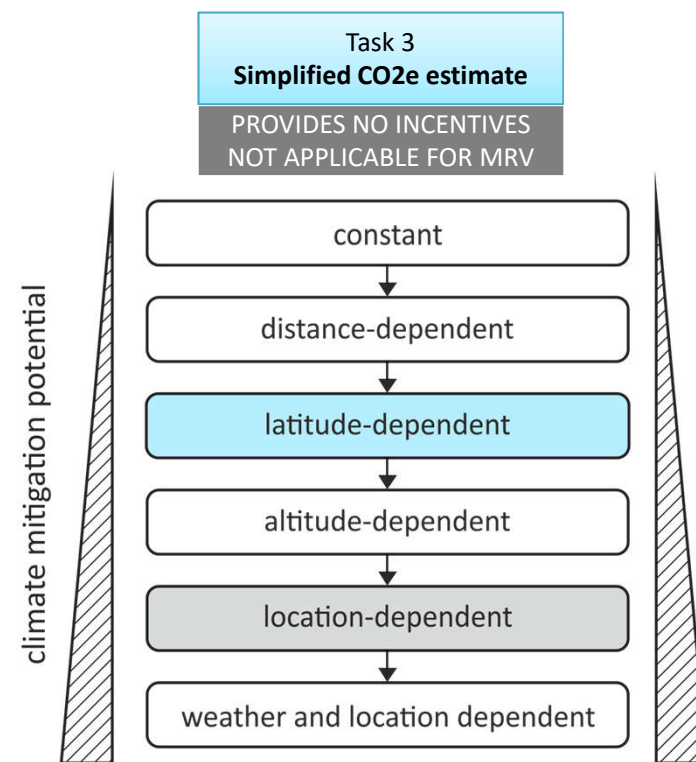 Task 3
Simplified CO2e estimate
PROVIDES NO INCENTIVES
NOT APPLICABLE FOR MRV
climate mitigation potential
constant
distance-dependent
latitude-dependent
altitude-dependent
location-dependent
weather and location dependent